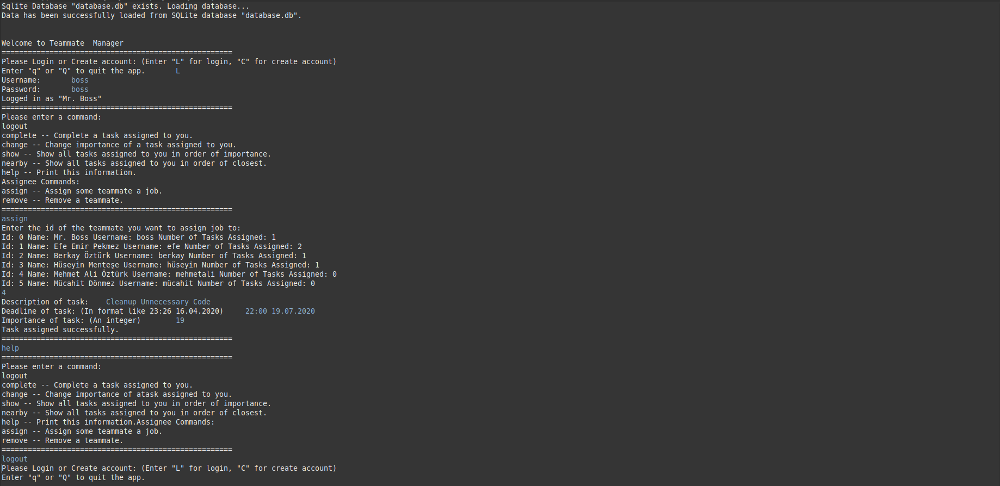 Sqlite Database "database.db" exists. Loading database...
Data has been successfully loaded from SQLite database "database.db".
Welcome to Teammate  Manager
=====================================================
Please Login or Create account: (Enter "L" for login, "C" for create account)
Enter "q" or "Q" to quit the app.       L
Username:       boss
Password:       boss
Logged in as "Mr. Boss"
=====================================================
Please enter a command:
logout
complete -- Complete a task assigned to you.
change -- Change importance of a task assigned to you.
show -- Show all tasks assigned to you in order of importance.
nearby -- Show all tasks assigned to you in order of closest.
help -- Print this information.
Assignee Commands:
assign -- Assign some teammate a job.
remove -- Remove a teammate.
=====================================================
assign
Enter the id of the teammate you want to assign job to:
Id: 0 Name: Mr. Boss Username: boss Number of Tasks Assigned: 1
Id: 1 Name: Efe Emir Pekmez Username: efe Number of Tasks Assigned: 2
Id: 2 Name: Berkay Öztürk Username: berkay Number of Tasks Assigned: 1
Id: 3 Name: Hüseyin Menteşe Username: hüseyin Number of Tasks Assigned: 1
Id: 4 Name: Mehmet Ali Öztürk Username: mehmetali Number of Tasks Assigned: 0
Id: 5 Name: Mücahit Dönmez Username: mücahit Number of Tasks Assigned: 0
4
Description of task:    Cleanup Unnecessary Code
Deadline of task: (In format like 23:26 16.04.2020)     22:00 19.07.2020
Importance of task: (An integer)        19
Task assigned successfully.
=====================================================
help
=====================================================
Please enter a command:
logout
complete -- Complete a task assigned to you.
change -- Change importance of atask assigned to you.
show -- Show all tasks assigned to you in order of importance.
nearby -- Show all tasks assigned to you in order of closest.
help -- Print this information.Assignee Commands:
assign -- Assign some teammate a job.
remove -- Remove a teammate.
=====================================================
logout
Please Login or Create account: (Enter "L" for login, "C" for create account)
Enter "q" or "Q" to quit the app.